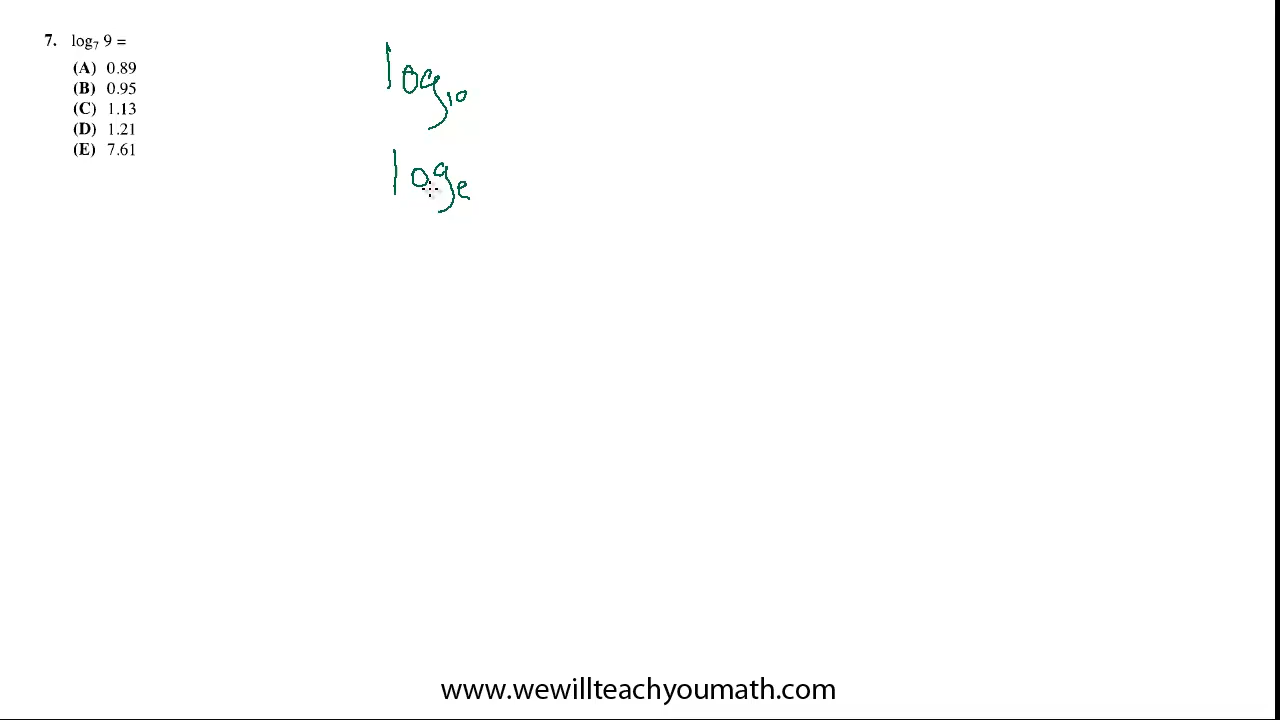 7. log₇ 9 =
(A) 0.89
(B) 0.95
(C) 1.13
(D) 1.21
(E) 7.61
log₁₀
logₑ
www.wewillteachyoumath.com